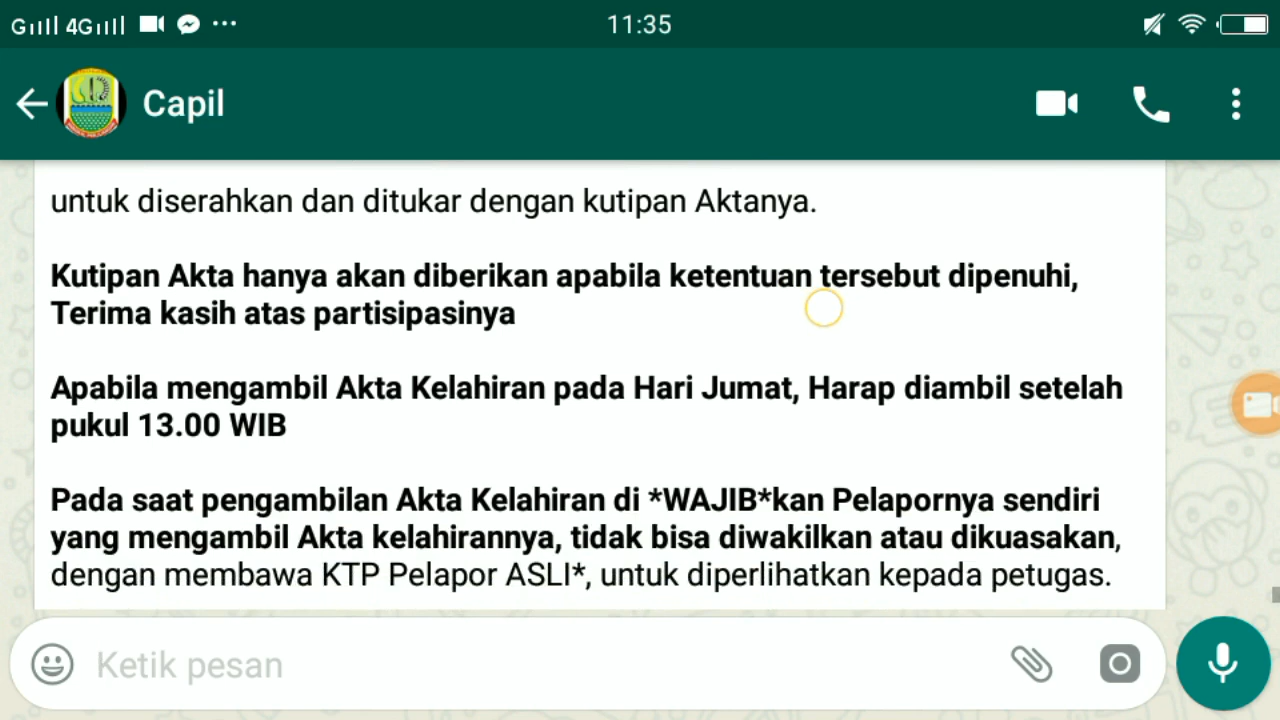 G 4G 11:35
Capil
untuk diserahkan dan ditukar dengan kutipan Aktanya.
Kutipan Akta hanya akan diberikan apabila ketentuan tersebut dipenuhi,
Terima kasih atas partisipasinya
Apabila mengambil Akta Kelahiran pada Hari Jumat, Harap diambil setelah
pukul 13.00 WIB
Pada saat pengambilan Akta Kelahiran di *WAJIB*kan Pelapornya sendiri
yang mengambil Akta kelahirannya, tidak bisa diwakilkan atau dikuasakan,
dengan membawa KTP Pelapor ASLI*, untuk diperlihatkan kepada petugas.
Ketik pesan